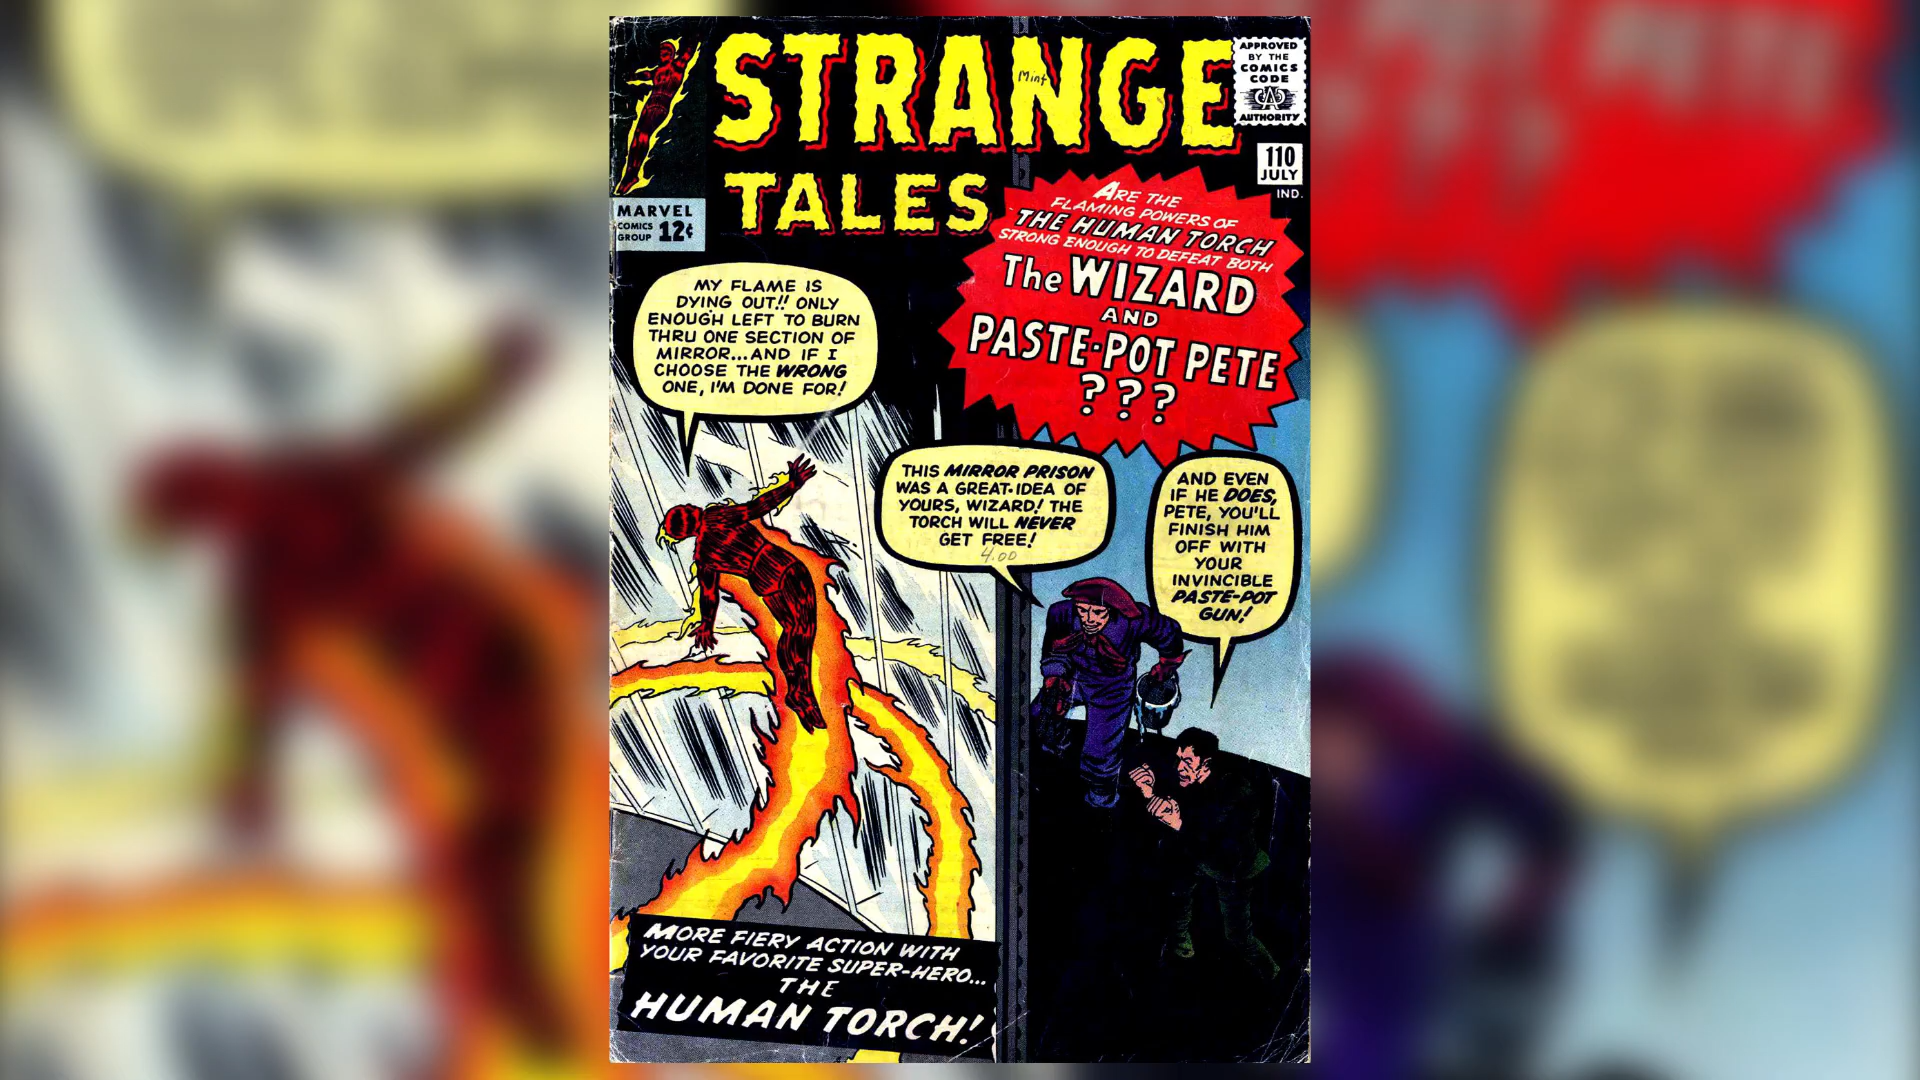 STRANGE
TALES
Mint
APPROVED
BY THE
COMICS
CODE
CA
AUTHORITY
110
JULY
IND.
MARVEL
COMICS
GROUP 12¢
ARE THE
FLAMING POWERS OF
THE HUMAN TORCH
STRONG ENOUGH TO DEFEAT BOTH
The WIZARD
AND
PASTE-POT PETE
???
MY FLAME IS
DYING OUT!! ONLY
ENOUGH LEFT TO BURN
THRU ONE SECTION OF
MIRROR...AND IF I
CHOOSE THE WRONG
ONE, I'M DONE FOR!
THIS MIRROR PRISON
WAS A GREAT IDEA OF
YOURS, WIZARD! THE
TORCH WILL NEVER
GET FREE!
4.00
AND EVEN
IF HE DOES,
PETE, YOU'LL
FINISH HIM
OFF WITH
YOUR
INVINCIBLE
PASTE-POT
GUN!
MORE FIERY ACTION WITH
YOUR FAVORITE SUPER-HERO...
THE
HUMAN TORCH!